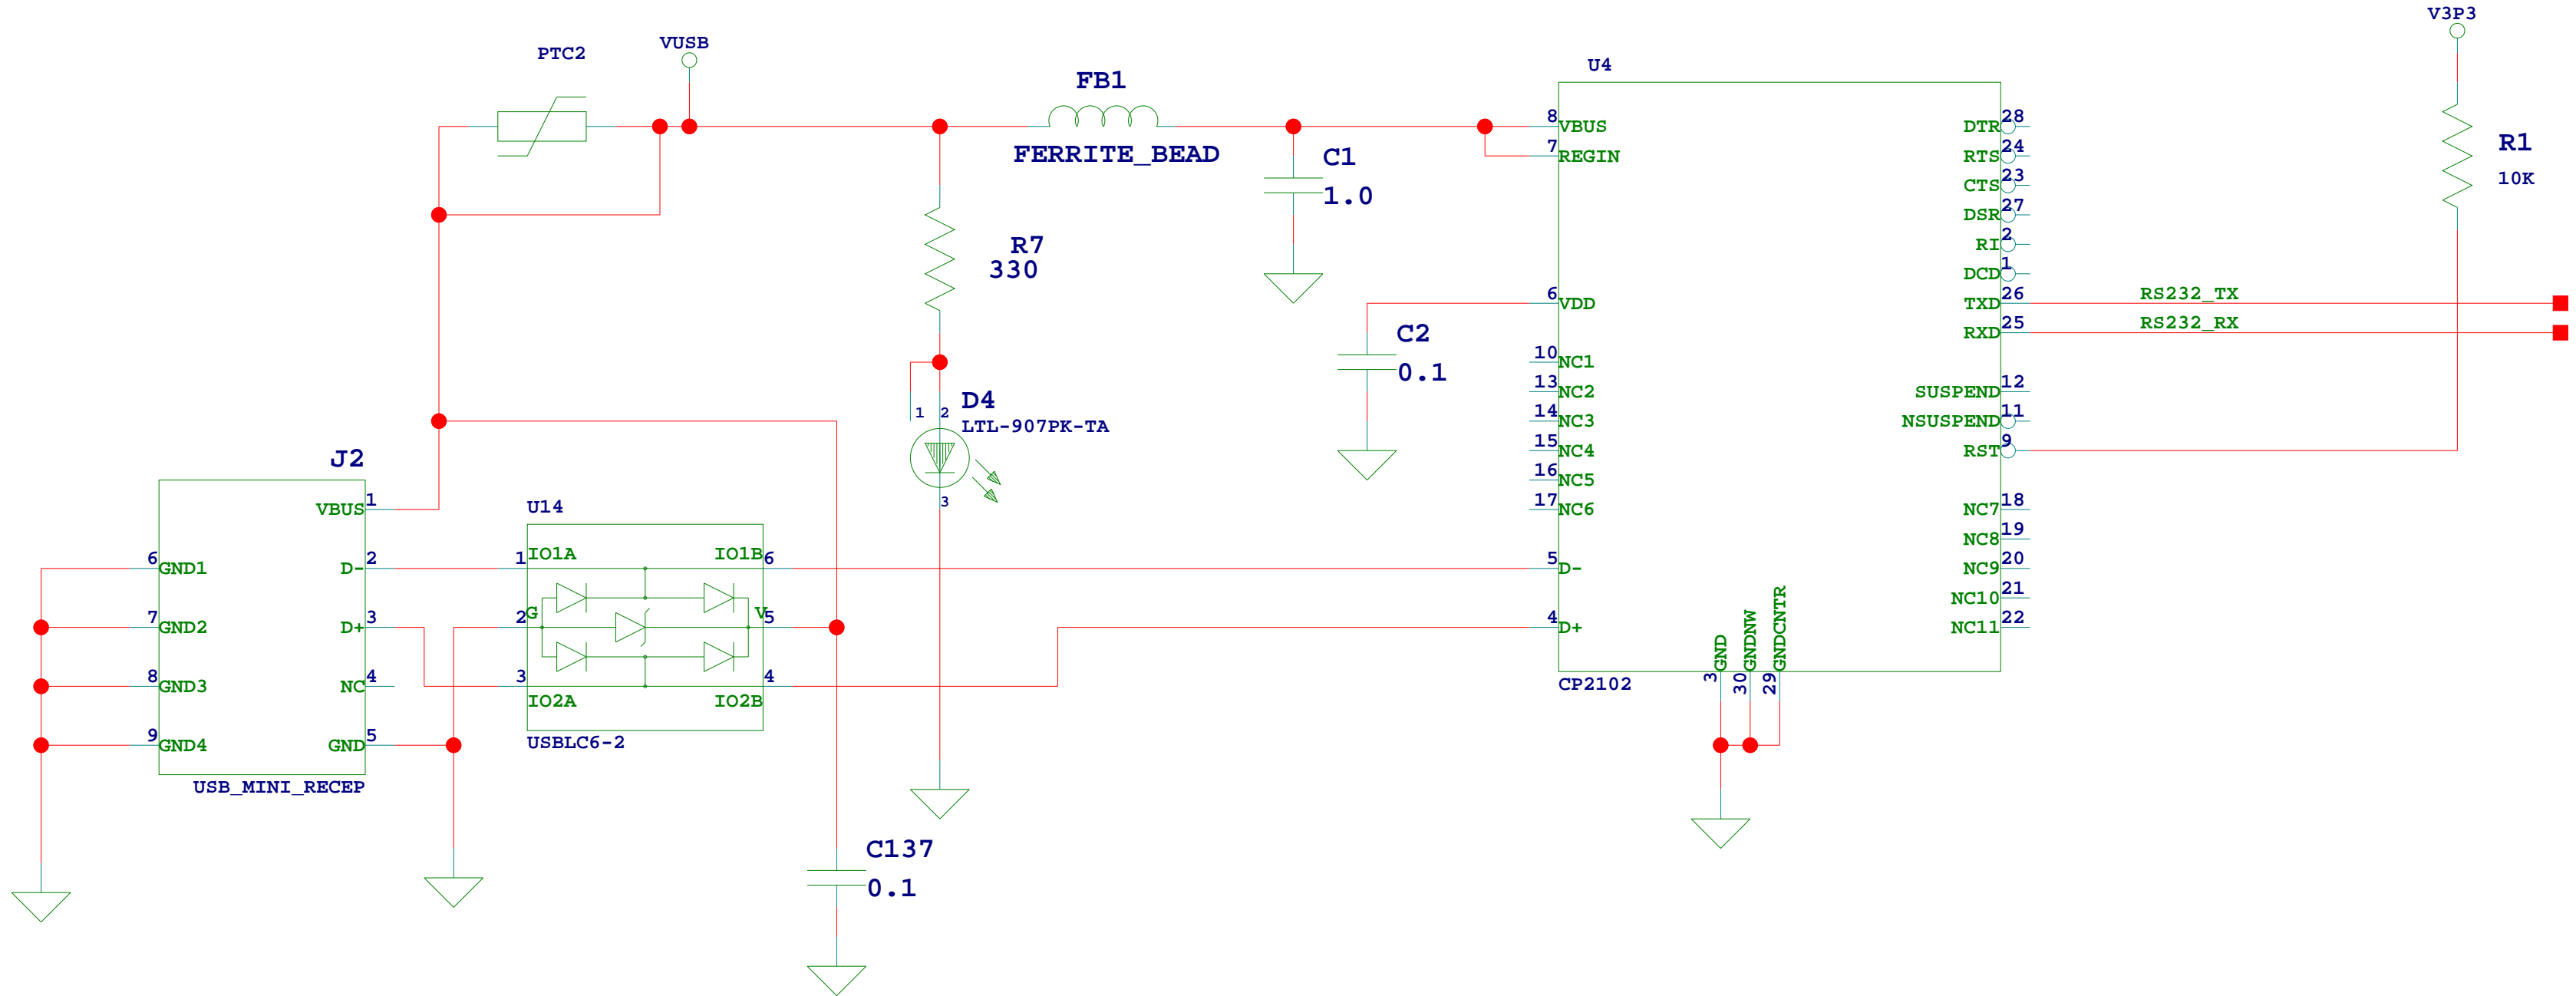 V3P3
VUSB
PTC2
U4
FB1
FERRITE_BEAD
C1
1.0
R1
10K
8
VBUS
7
REGIN
6
VDD
10
NC1
13
NC2
14
NC3
15
NC4
16
NC5
17
NC6
5
D-
4
D+
DTR
28
RTS
24
CTS
23
DSR
27
RI
2
DCD
1
TXD
26
RS232_TX
RXD
25
RS232_RX
SUSPEND
12
NSUSPEND
11
RST
9
NC7
18
NC8
19
NC9
20
NC10
21
NC11
22
GND
GNDNW
GNDCNTR
3
30
29
CP2102
R7
330
C2
0.1
D4
LTL-907PK-TA
1
2
3
J2
VBUS
1
6
GND1
D-
2
7
GND2
D+
3
8
GND3
NC
4
9
GND4
GND
5
USB_MINI_RECEP
U14
1
IO1A
IO1B
6
2
G
V
5
3
IO2A
IO2B
4
USBLC6-2
C137
0.1